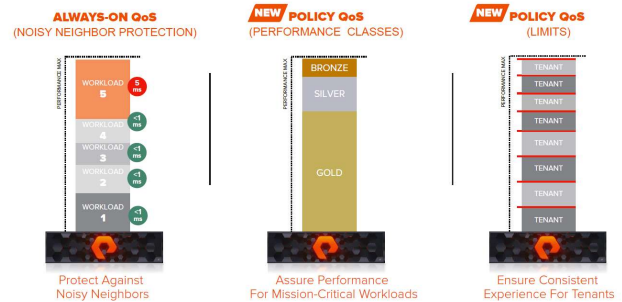 ALWAYS-ON QoS
(NOISY NEIGHBOR PROTECTION)
PERFORMANCE MAX
WORKLOAD
5
5
ms
WORKLOAD
4
<1
ms
WORKLOAD
3
<1
ms
WORKLOAD
2
WORKLOAD
1
<1
ms
Protect Against
Noisy Neighbors
NEW POLICY QoS
(PERFORMANCE CLASSES)
PERFORMANCE MAX
BRONZE
SILVER
GOLD
Assure Performance
For Mission-Critical Workloads
NEW POLICY QoS
(LIMITS)
PERFORMANCE MAX
TENANT
TENANT
TENANT
TENANT
TENANT
TENANT
TENANT
TENANT
Ensure Consistent
Experience For Tenants